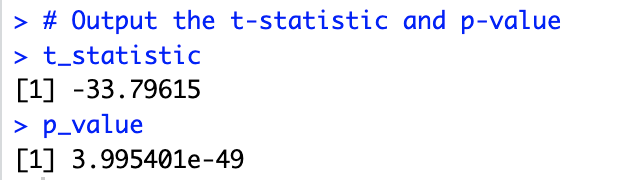 > # Output the t-statistic and p-value
> t_statistic
[1] -33.79615
> p_value
[1] 3.995401e-49